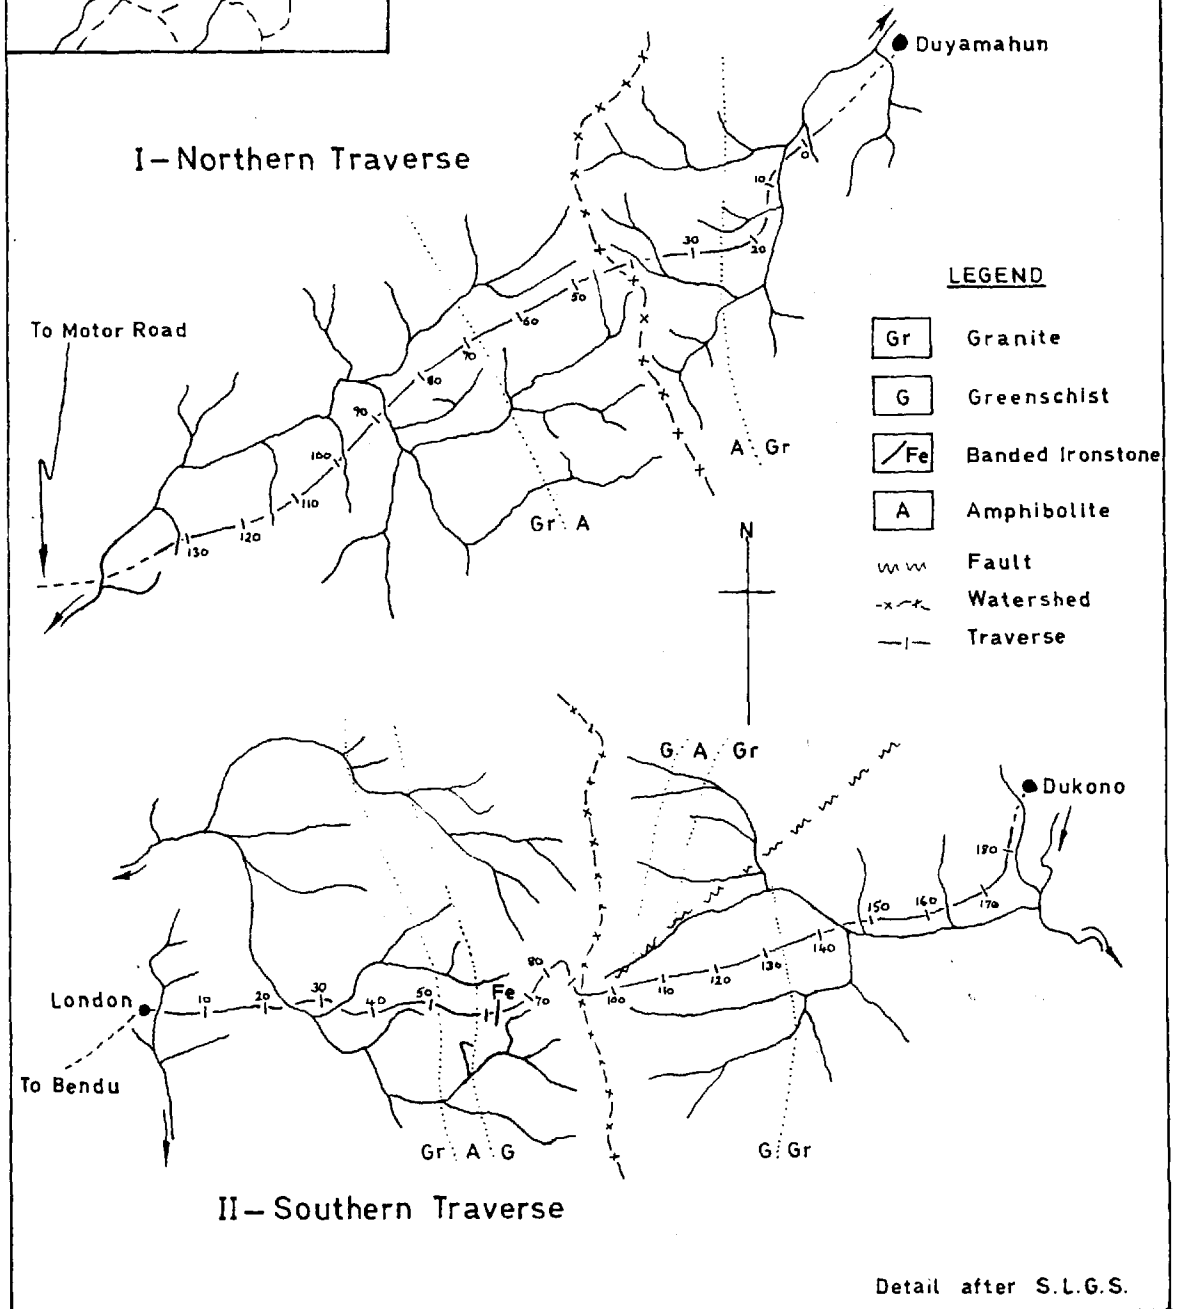 Duyamahun
I – Northern Traverse
0
10
20
30
50
60
70
80
90
100
110
120
130
To Motor Road
A Gr
Gr A
LEGEND
Gr Granite
G Greenschist
Fe Banded Ironstone
A Amphibolite
Fault
Watershed
Traverse
N
G A Gr
Dukono
London
To Bendu
10
20
30
40
50
Fe
70
80
100
110
120
130
140
150
160
170
180
Gr A G
G Gr
II – Southern Traverse
Detail after S.L.G.S.